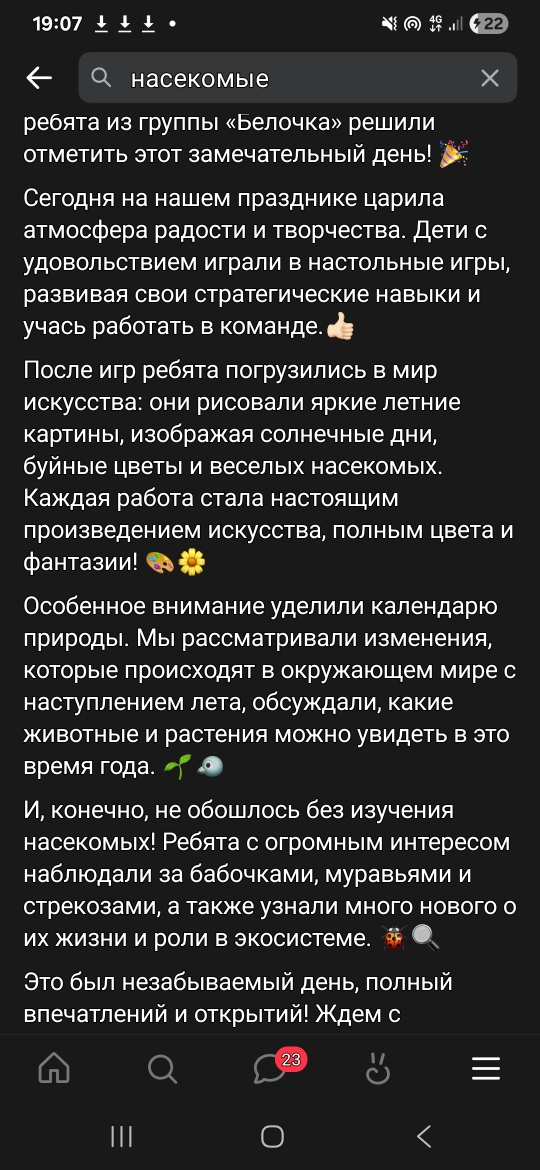 19:07
4G
22
насекомые
ребята из группы «Белочка» решили
отметить этот замечательный день! 🎉
Сегодня на нашем празднике царила
атмосфера радости и творчества. Дети с
удовольствием играли в настольные игры,
развивая свои стратегические навыки и
учась работать в команде.👍🏻
После игр ребята погрузились в мир
искусства: они рисовали яркие летние
картины, изображая солнечные дни,
буйные цветы и веселых насекомых.
Каждая работа стала настоящим
произведением искусства, полным цвета и
фантазии! 🎨🌼
Особенное внимание уделили календарю
природы. Мы рассматривали изменения,
которые происходят в окружающем мире с
наступлением лета, обсуждали, какие
животные и растения можно увидеть в это
время года. 🌱🐦
И, конечно, не обошлось без изучения
насекомых! Ребята с огромным интересом
наблюдали за бабочками, муравьями и
стрекозами, а также узнали много нового о
их жизни и роли в экосистеме. 🐞🔍
Это был незабываемый день, полный
впечатлений и открытий! Ждем с
23